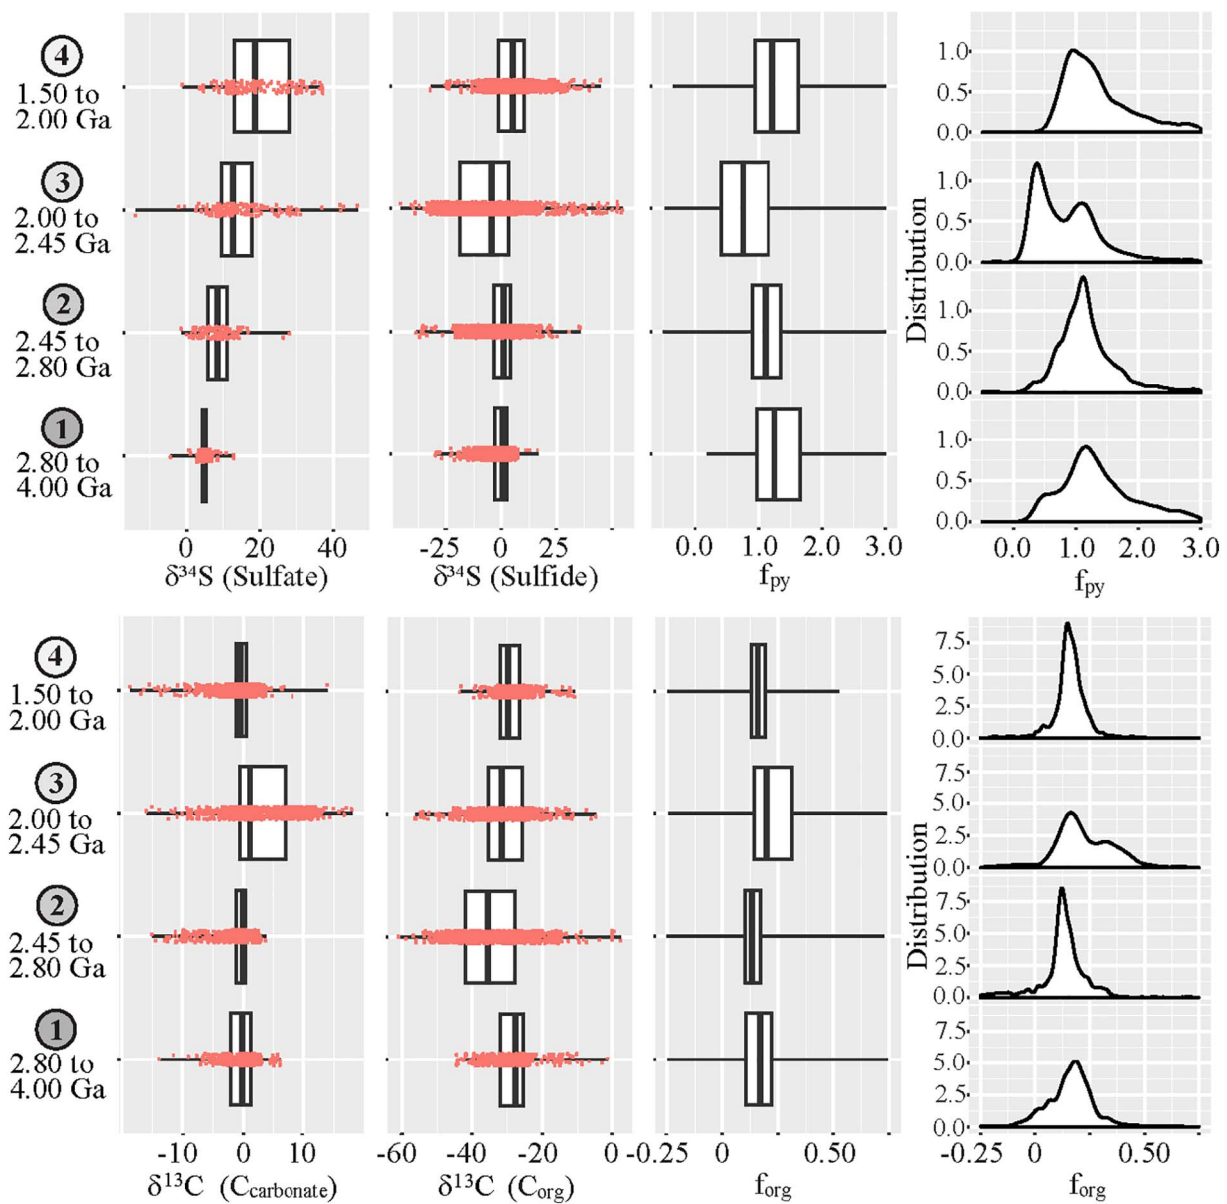 4
1.50 to
2.00 Ga
3
2.00 to
2.45 Ga
2
2.45 to
2.80 Ga
1
2.80 to
4.00 Ga
0 20 40
δ³⁴S (Sulfate)
-25 0 25
δ³⁴S (Sulfide)
0.0 1.0 2.0 3.0
fpy
Distribution
1.0
0.5
0.0
1.0
0.5
0.0
1.0
0.5
0.0
1.0
0.5
0.0
0.0 1.0 2.0 3.0
fpy
4
1.50 to
2.00 Ga
3
2.00 to
2.45 Ga
2
2.45 to
2.80 Ga
1
2.80 to
4.00 Ga
-10 0 10
δ¹³C (Ccarbonate)
-60 -40 -20 0
δ¹³C (Corg)
-0.25 0 0.50
forg
Distribution
7.5
5.0
2.5
0.0
7.5
5.0
2.5
0.0
7.5
5.0
2.5
0.0
7.5
5.0
2.5
0.0
-0.25 0 0.25 0.50
forg